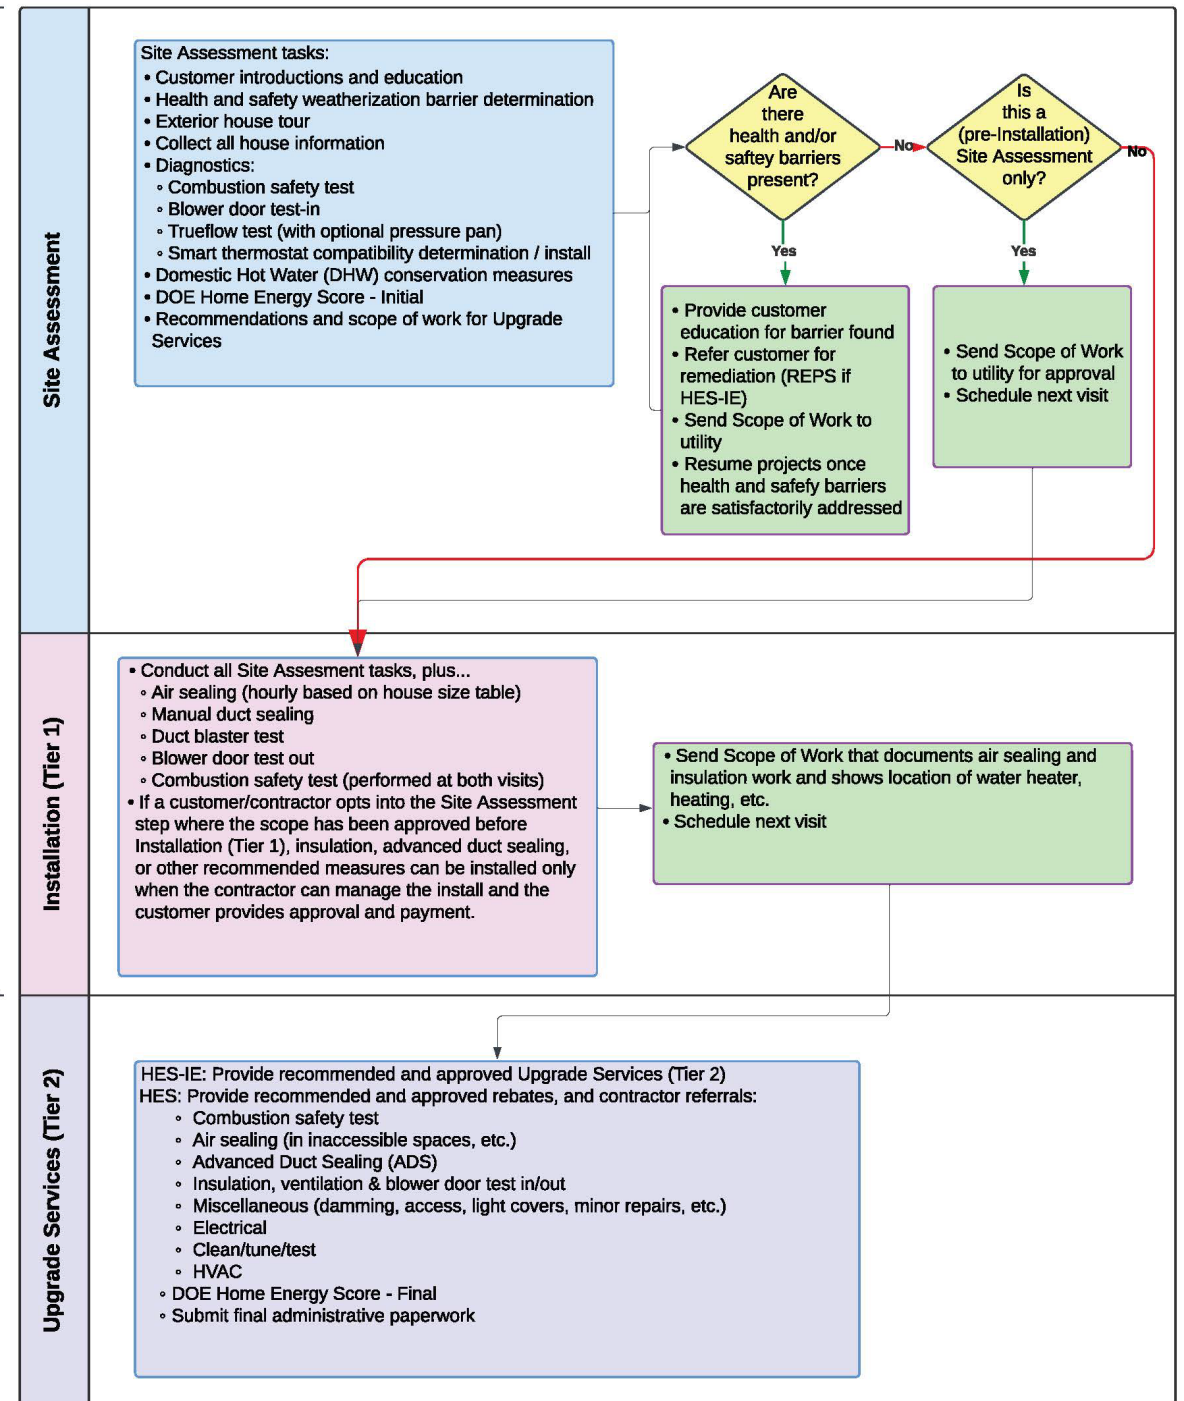 Site Assessment
Site Assessment tasks:
• Customer introductions and education
• Health and safety weatherization barrier determination
• Exterior house tour
• Collect all house information
• Diagnostics:
◦ Combustion safety test
◦ Blower door test-in
◦ Trueflow test (with optional pressure pan)
◦ Smart thermostat compatibility determination / install
• Domestic Hot Water (DHW) conservation measures
• DOE Home Energy Score - Initial
• Recommendations and scope of work for Upgrade
Services
Are
there
health and/or
saftey barriers
present?
No
Is
this a
(pre-Installation)
Site Assessment
only?
No
Yes
Yes
• Provide customer
education for barrier found
• Refer customer for
remediation (REPS if
HES-IE)
• Send Scope of Work to
utility
• Resume projects once
health and safefy barriers
are satisfactorily addressed
• Send Scope of Work
to utility for approval
• Schedule next visit
Installation (Tier 1)
• Conduct all Site Assesment tasks, plus...
◦ Air sealing (hourly based on house size table)
◦ Manual duct sealing
◦ Duct blaster test
◦ Blower door test out
◦ Combustion safety test (performed at both visits)
• If a customer/contractor opts into the Site Assessment
step where the scope has been approved before
Installation (Tier 1), insulation, advanced duct sealing,
or other recommended measures can be installed only
when the contractor can manage the install and the
customer provides approval and payment.
• Send Scope of Work that documents air sealing and
insulation work and shows location of water heater,
heating, etc.
• Schedule next visit
Upgrade Services (Tier 2)
HES-IE: Provide recommended and approved Upgrade Services (Tier 2)
HES: Provide recommended and approved rebates, and contractor referrals:
◦ Combustion safety test
◦ Air sealing (in inaccessible spaces, etc.)
◦ Advanced Duct Sealing (ADS)
◦ Insulation, ventilation & blower door test in/out
◦ Miscellaneous (damming, access, light covers, minor repairs, etc.)
◦ Electrical
◦ Clean/tune/test
◦ HVAC
◦ DOE Home Energy Score - Final
◦ Submit final administrative paperwork